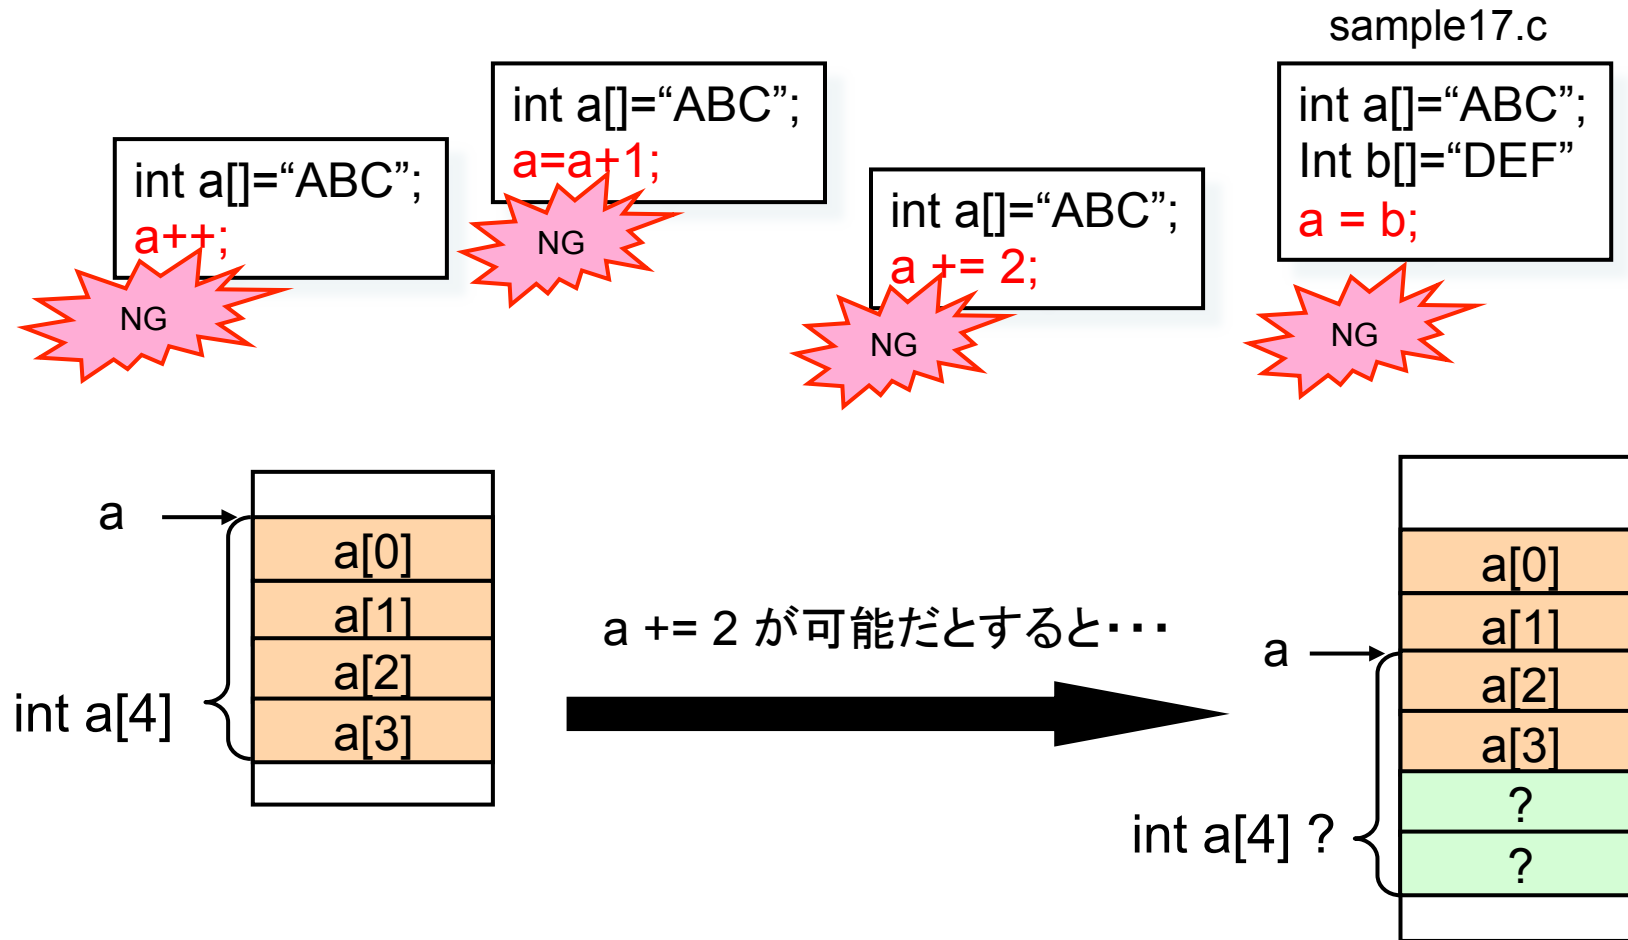 sample17.c
int a[]=“ABC”;
a++;
NG
int a[]=“ABC”;
a=a+1;
NG
int a[]=“ABC”;
a += 2;
NG
int a[]=“ABC”;
Int b[]=“DEF”
a = b;
NG
a
a[0]
a[1]
a[2]
a[3]
int a[4]
a += 2 が可能だとすると・・・
a
a[0]
a[1]
a[2]
a[3]
?
?
int a[4] ?